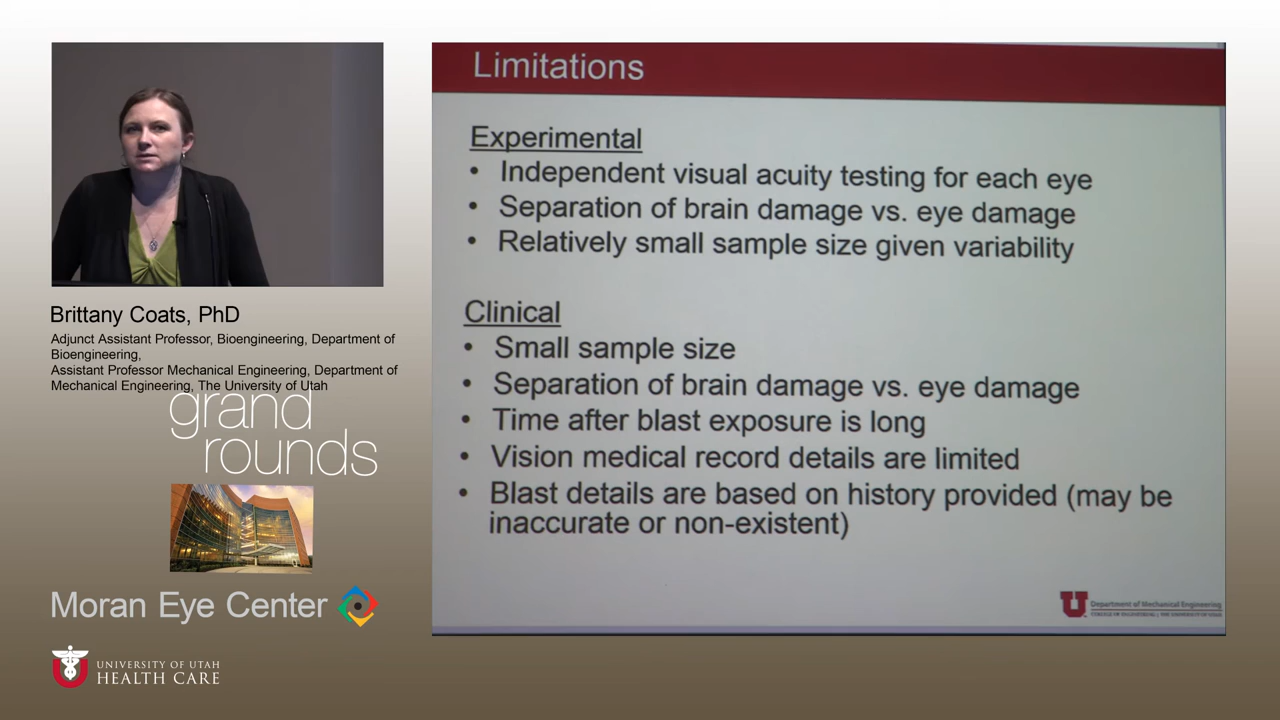 Limitations
Experimental
• Independent visual acuity testing for each eye
• Separation of brain damage vs. eye damage
• Relatively small sample size given variability
Clinical
• Small sample size
• Separation of brain damage vs. eye damage
• Time after blast exposure is long
• Vision medical record details are limited
• Blast details are based on history provided (may be
inaccurate or non-existent)
U Department of Mechanical Engineering
Brittany Coats, PhD
Adjunct Assistant Professor, Bioengineering, Department of
Bioengineering,
Assistant Professor Mechanical Engineering, Department of
Mechanical Engineering, The University of Utah
grand
rounds
Moran Eye Center
UNIVERSITY OF UTAH
HEALTH CARE